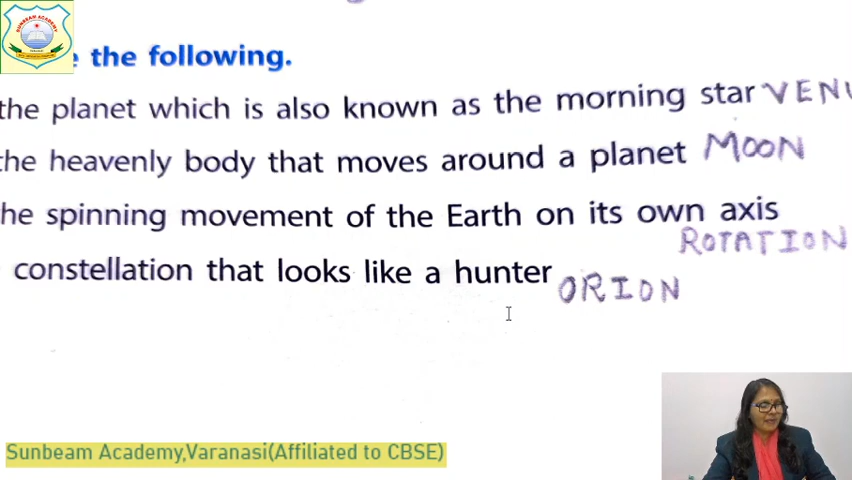 SUNBEAM ACADEMY
e the following.
the planet which is also known as the morning star VENU
the heavenly body that moves around a planet MOON
he spinning movement of the Earth on its own axis
ROTATION
constellation that looks like a hunter ORION
Sunbeam Academy,Varanasi(Affiliated to CBSE)